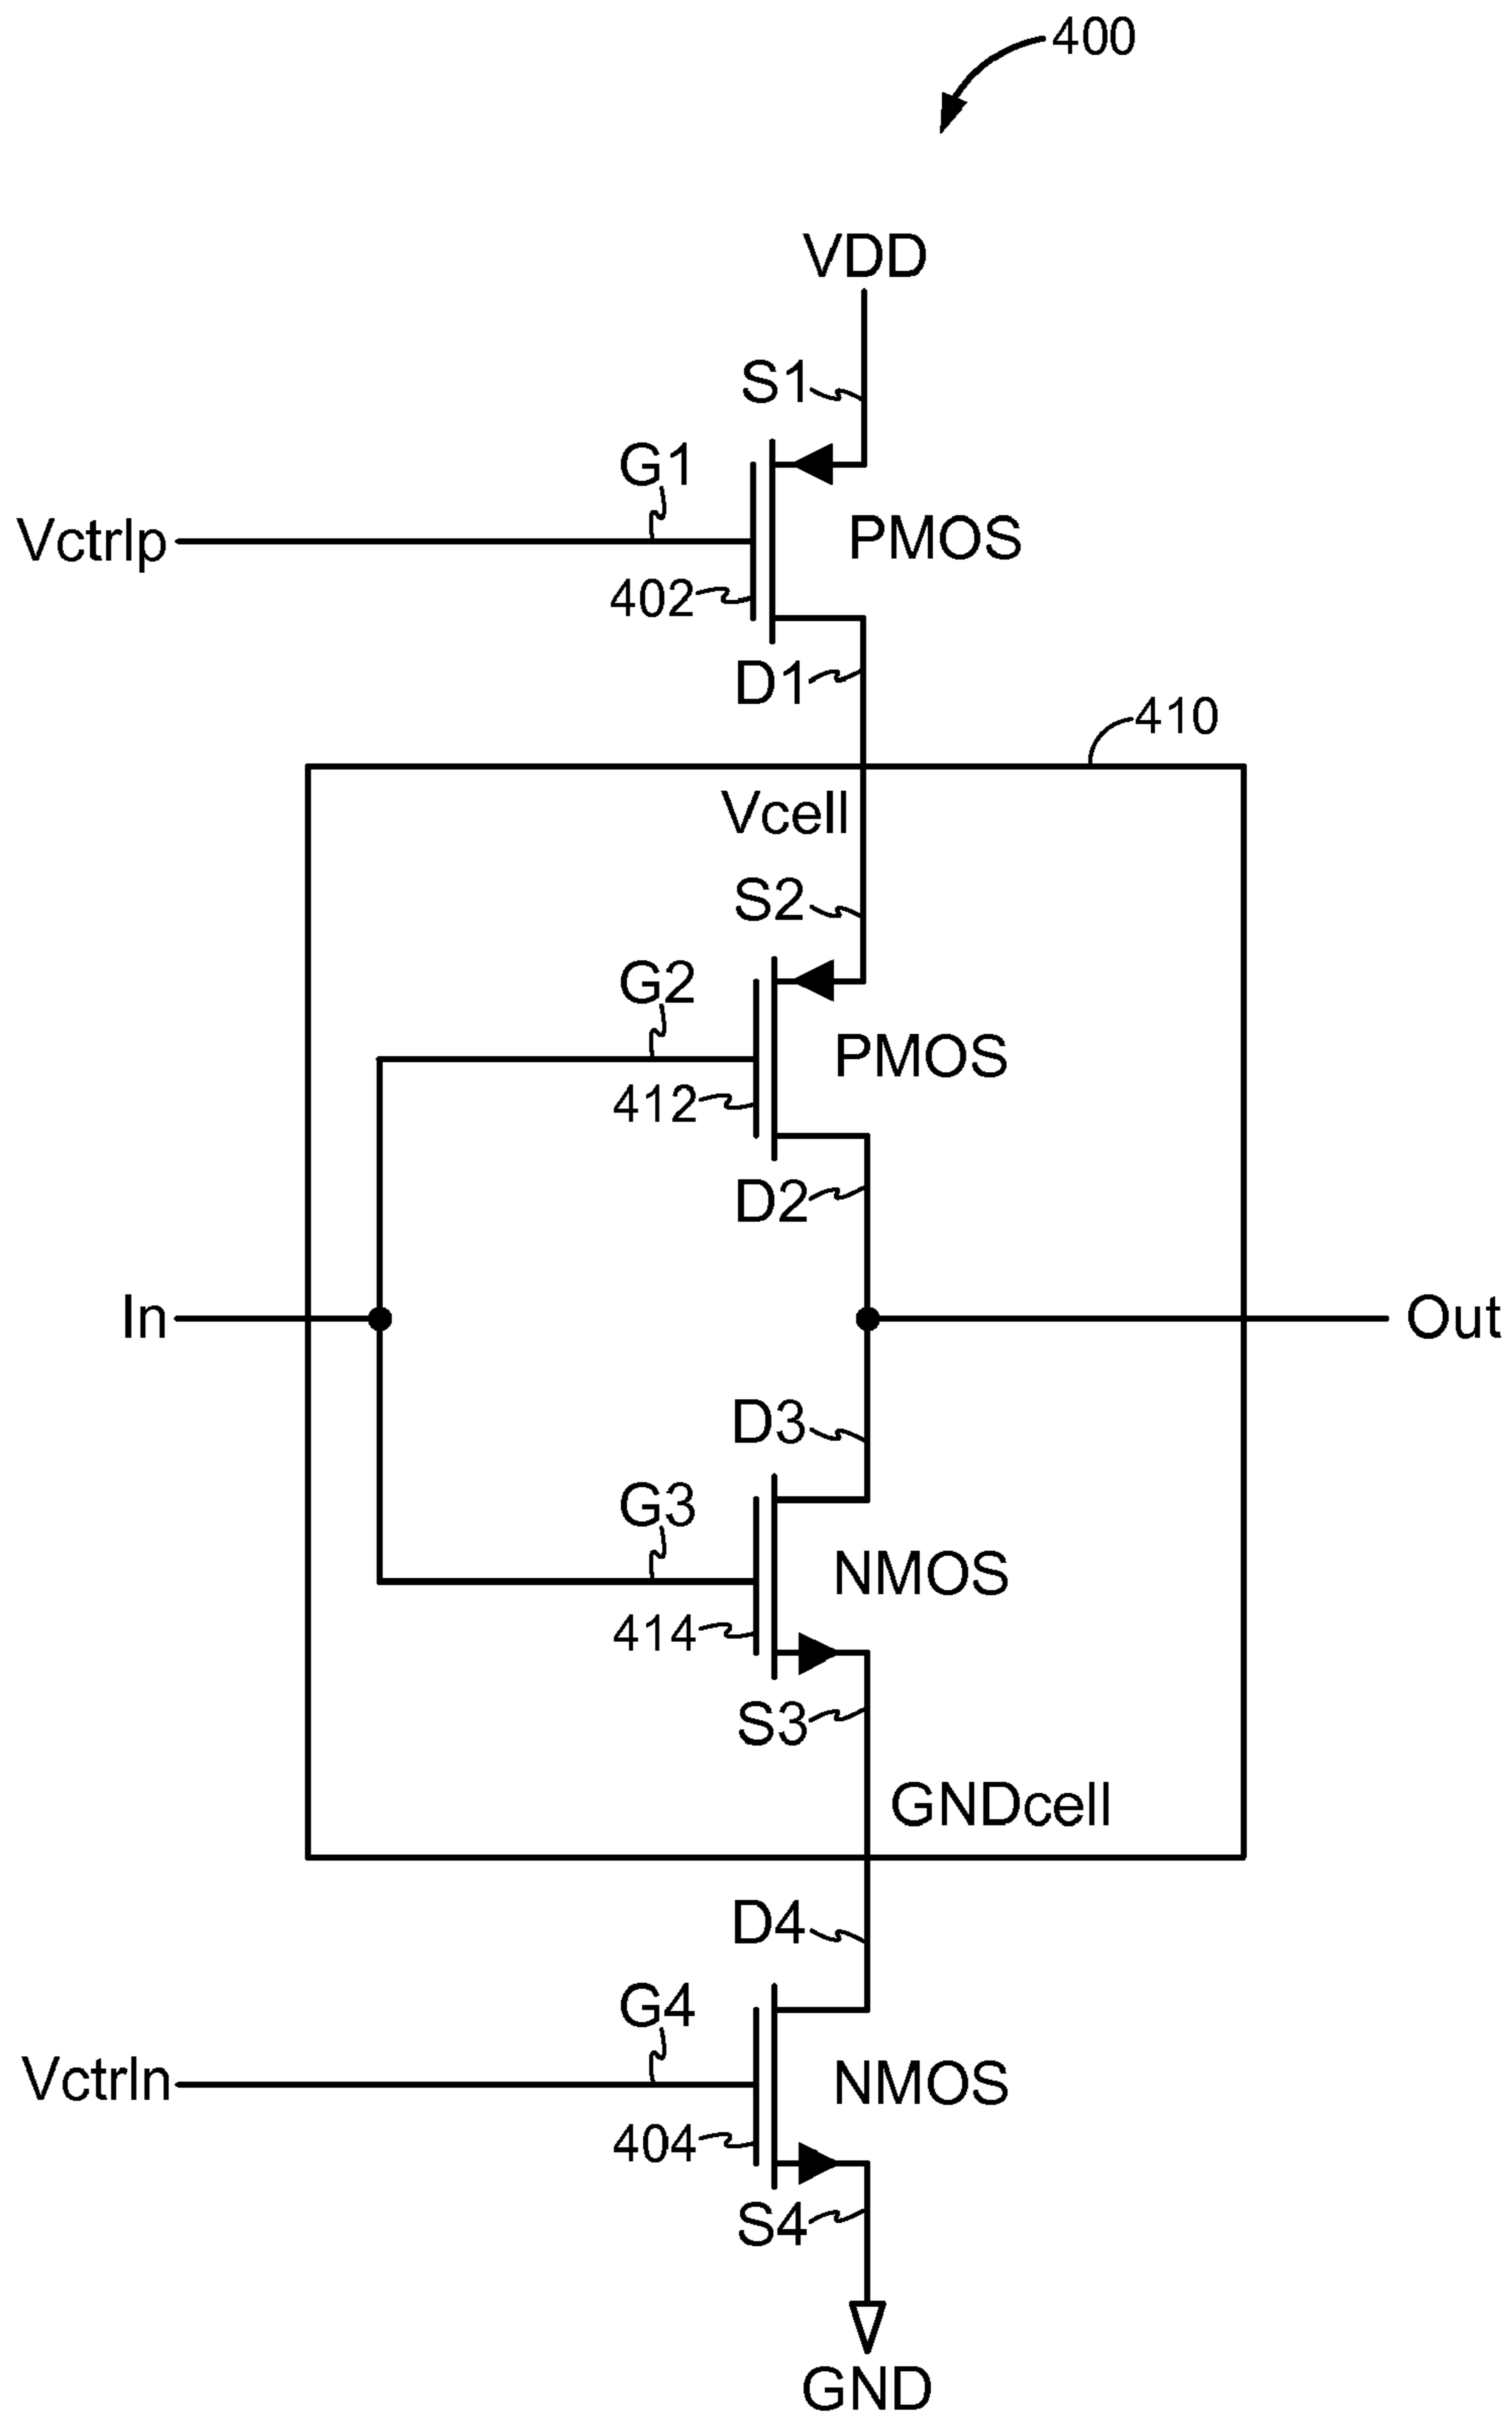 400
VDD
S1
G1
Vctrlp
PMOS
402
D1
410
Vcell
S2
G2
PMOS
412
D2
In
Out
D3
G3
NMOS
414
S3
GNDcell
D4
G4
Vctrln
NMOS
404
S4
GND